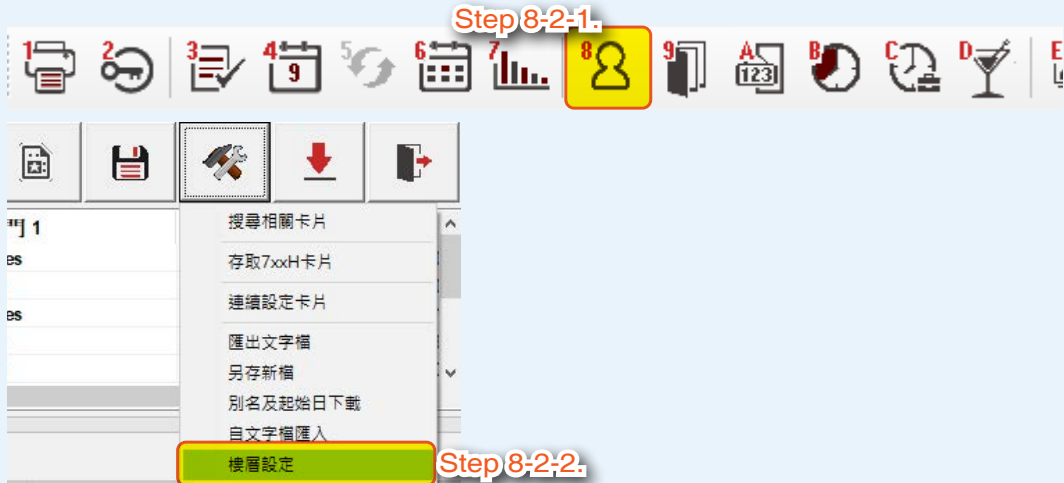 Step 8-2-1.
1 2 3 4 5 6 7 8 9 A B C D E
9 123
1
es
es
搜尋相關卡片
存取7xxH卡片
連續設定卡片
匯出文字檔
另存新檔
別名及起始日下載
自文字檔匯入
樓層設定
Step 8-2-2.